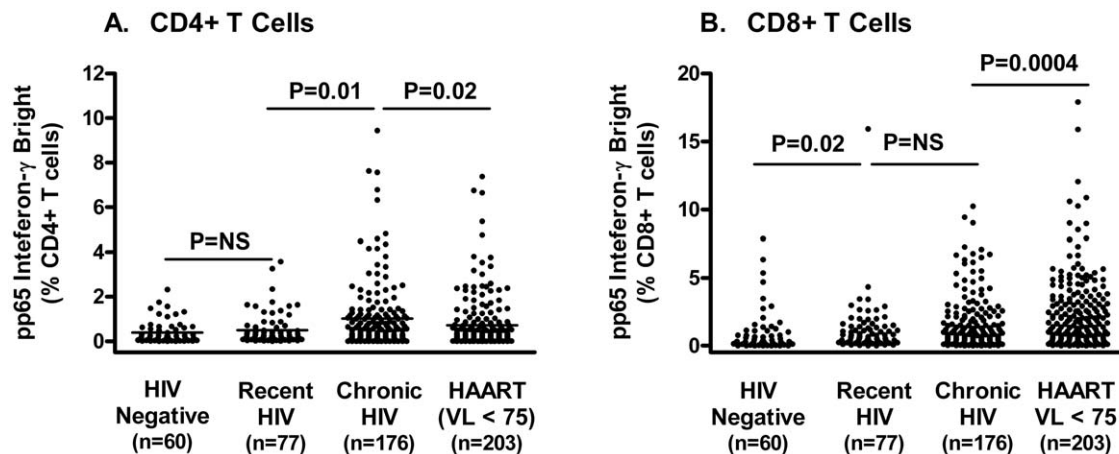 A. CD4+ T Cells
pp65 Inteferon-γ Bright
(% CD4+ T cells)
12
10
8
6
4
2
0
P=0.01
P=0.02
P=NS
HIV
Negative
(n=60)
Recent
HIV
(n=77)
Chronic
HIV
(n=176)
HAART
(VL < 75)
(n=203)
B. CD8+ T Cells
pp65 Inteferon-γ Bright
(% CD8+ T cells)
20
15
10
5
0
P=0.0004
P=0.02
P=NS
HIV
Negative
(n=60)
Recent
HIV
(n=77)
Chronic
HIV
(n=176)
HAART
VL < 75
(n=203)